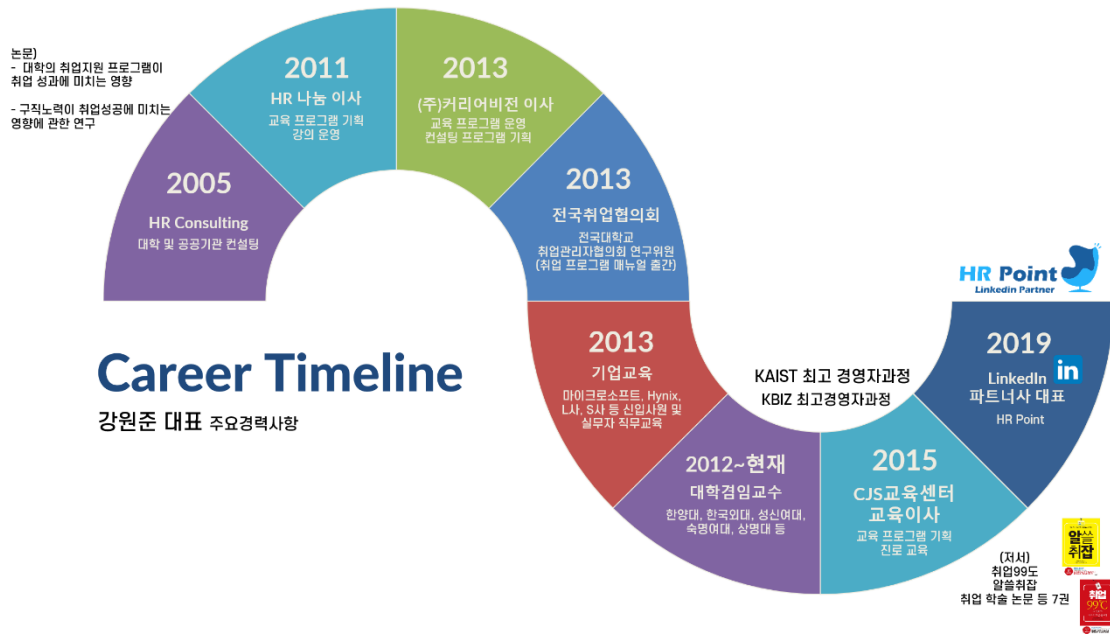 논문)
- 대학의 취업지원 프로그램이
취업 성과에 미치는 영향
- 구직노력이 취업성공에 미치는
영향에 관한 연구
2005
HR Consulting
대학 및 공공기관 컨설팅
2011
HR 나눔 이사
교육 프로그램 기획
강의 운영
2013
(주)커리어비전 이사
교육 프로그램 운영
컨설팅 프로그램 기획
2013
전국취업협의회
전국대학교
취업관리자협의회 연구위원
(취업 프로그램 매뉴얼 출간)
Career Timeline
강원준 대표 주요경력사항
2013
기업교육
마이크로소프트, Hynix,
L사, S사 등 신입사원 및
실무자 직무교육
2012~현재
대학겸임교수
한양대, 한국외대, 성신여대,
숙명여대, 상명대 등
KAIST 최고 경영자과정
KBIZ 최고경영자과정
2015
CJS교육센터
교육이사
교육 프로그램 기획
진로 교육
HR Point
Linkedin Partner
2019
LinkedIn in
파트너사 대표
HR Point
(저서)
취업99도
알쓸취잡
취업 학술 논문 등 7권
알쓸
취잡
취업
99℃